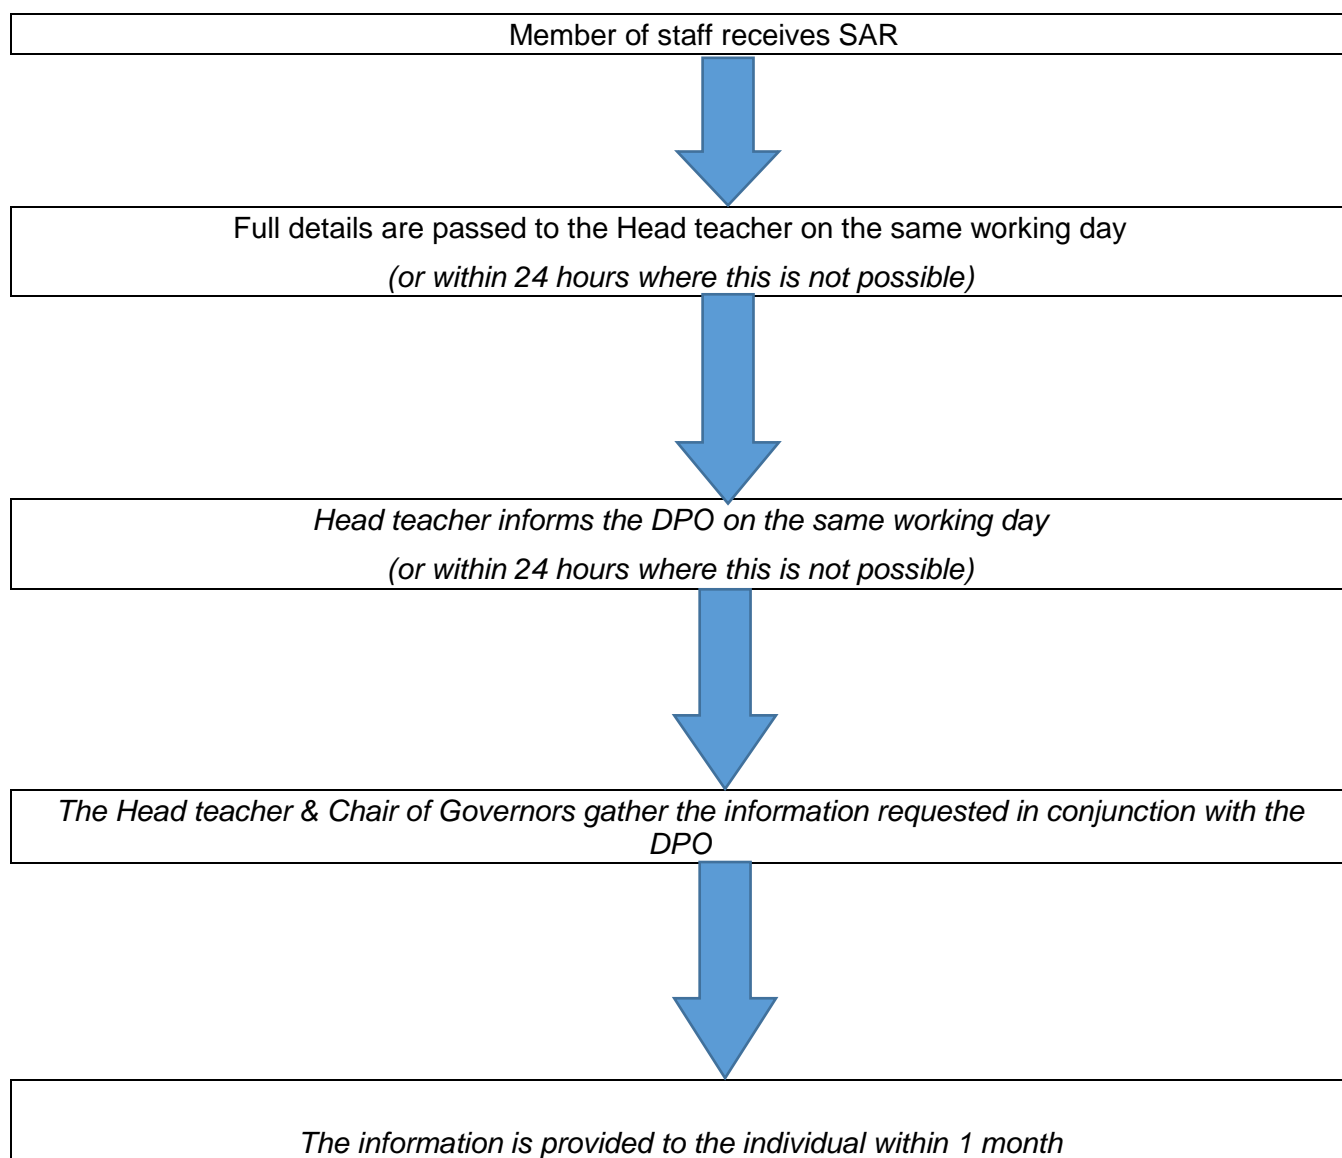 Member of staff receives SAR
Full details are passed to the Head teacher on the same working day
(or within 24 hours where this is not possible)
Head teacher informs the DPO on the same working day
(or within 24 hours where this is not possible)
The Head teacher & Chair of Governors gather the information requested in conjunction with the
DPO
The information is provided to the individual within 1 month